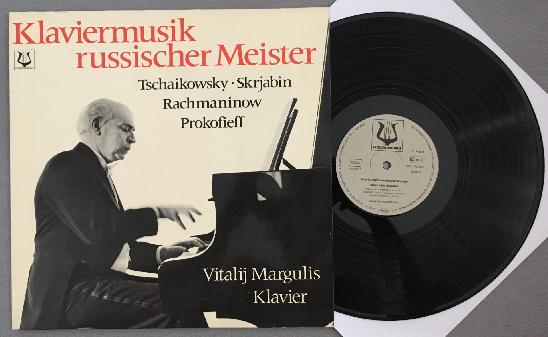 Klaviermusik
russischer Meister
Tschaikowsky · Skrjabin
Rachmaninow
Prokofieff
Vitalij Margulis
Klavier